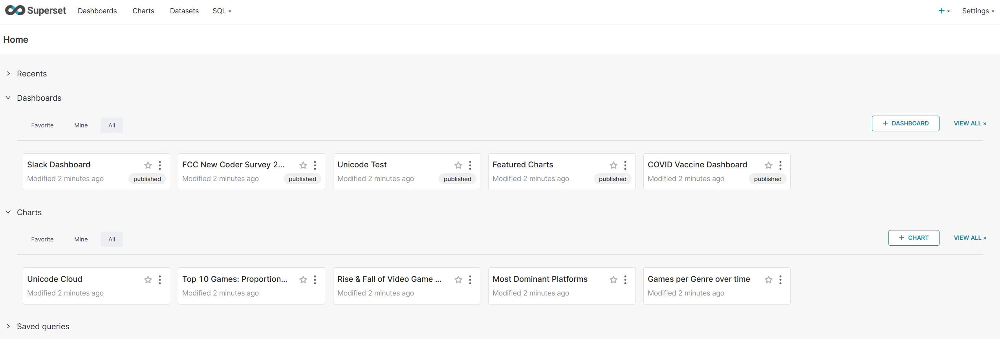 Superset Dashboards Charts Datasets SQL + Settings
Home
Recents
Dashboards
Favorite Mine All + DASHBOARD VIEW ALL »
Slack Dashboard FCC New Coder Survey 2... Unicode Test Featured Charts COVID Vaccine Dashboard
Modified 2 minutes ago published Modified 2 minutes ago published Modified 2 minutes ago published Modified 2 minutes ago published Modified 2 minutes ago published
Charts
Favorite Mine All + CHART VIEW ALL »
Unicode Cloud Top 10 Games: Proportion... Rise & Fall of Video Game ... Most Dominant Platforms Games per Genre over time
Modified 2 minutes ago Modified 2 minutes ago Modified 2 minutes ago Modified 2 minutes ago Modified 2 minutes ago
Saved queries